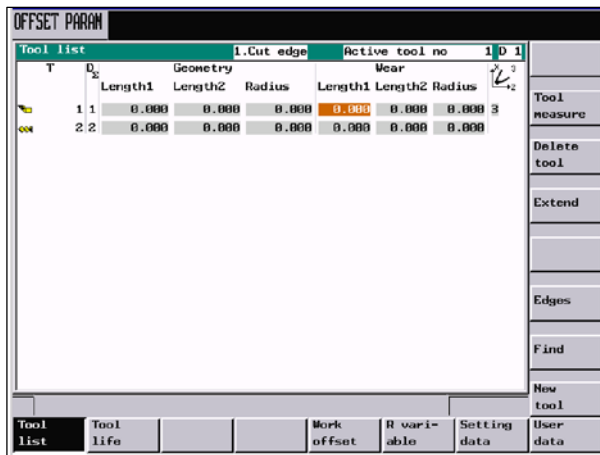 OFFSET PARAM
Tool list 1.Cut edge Active tool no 1 D 1
T D Σ Geometry Wear
Length1 Length2 Radius Length1 Length2 Radius
1 1 0.000 0.000 0.000 0.000 0.000 0.000 3
2 2 0.000 0.000 0.000 0.000 0.000 0.000
Tool
measure
Delete
tool
Extend
Edges
Find
New
tool
Tool
list
Tool
life
Work
offset
R vari-
able
Setting
data
User
data